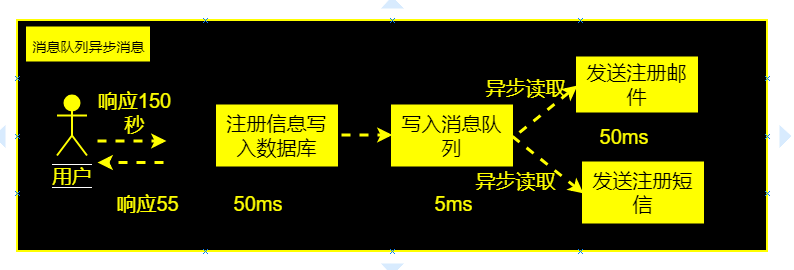 消息队列异步消息
响应150
秒
用户
响应55
注册信息写
入数据库
50ms
写入消息队
列
5ms
异步读取
异步读取
发送注册邮
件
50ms
发送注册短
信